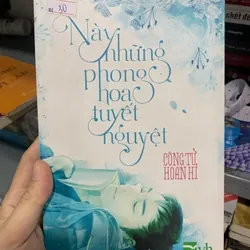 Này
những
phong
hoa
tuyết
nguyệt
CÔNG TỬ
HOAN HỈ